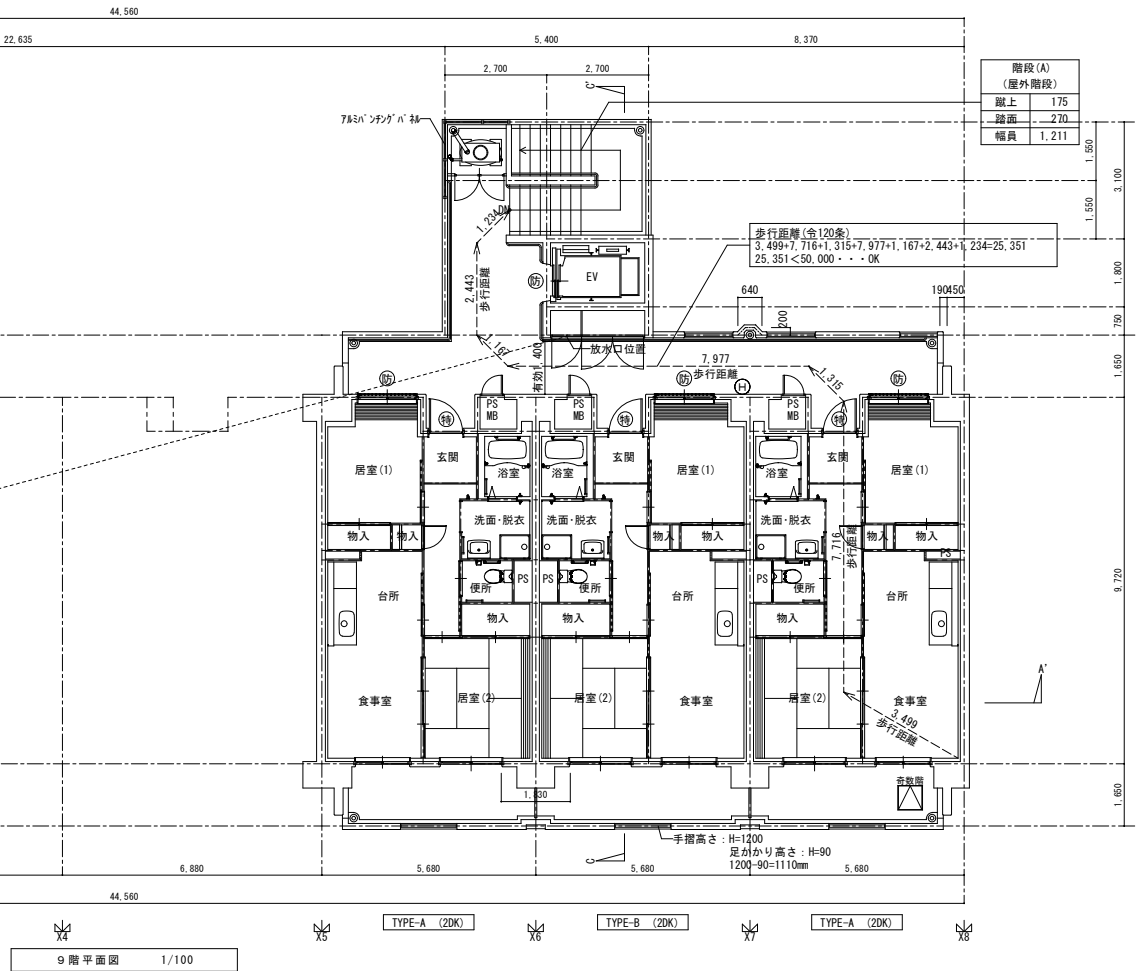 44,560
22,635
5,400
8,370
2,700
2,700
C'
階段(A)
(屋外階段)
蹴上 175
踏面 270
幅員 1,211
アルミパンチングパネル
1,550
3,100
1,550
DN
1,234
歩行距離(令120条)
3,499+7,716+1,315+7,977+1,167+2,443+1,234=25,351
25,351<50,000・・・OK
EV
防
2,443
歩行距離
1,800
640
190
450
200
750
1,167
有効1,400
放水口位置
7,977
歩行距離
1,315
1,650
防
防
H
防
PS
MB
PS
MB
PS
MB
特
特
特
居室(1)
玄関
浴室
浴室
玄関
居室(1)
浴室
玄関
居室(1)
洗面・脱衣
洗面・脱衣
洗面・脱衣
物入
物入
物入
物入
物入
物入
7,716
歩行距離
PS
台所
便所
PS
PS
便所
台所
PS
便所
台所
9,720
物入
物入
物入
食事室
居室(2)
居室(2)
食事室
居室(2)
食事室
A'
3,499
歩行距離
奇数階
1,650
手摺高さ：H=1200
足がかり高さ：H=90
1200-90=1110mm
C
6,880
5,680
5,680
5,680
44,560
TYPE-A (2DK)
TYPE-B (2DK)
TYPE-A (2DK)
X4
X5
X6
X7
X8
9階平面図 1/100